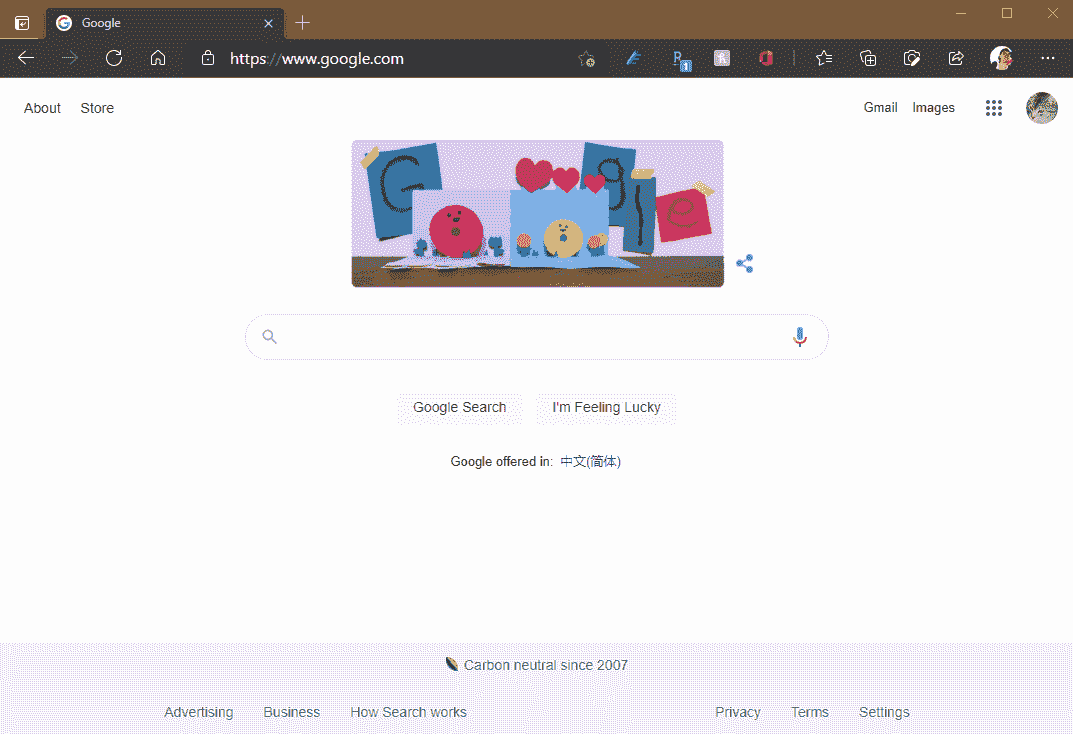 Google
https://www.google.com
1
About Store
Gmail Images
G g l e
Google Search I'm Feeling Lucky
Google offered in: 中文(简体)
Carbon neutral since 2007
Advertising Business How Search works
Privacy Terms Settings